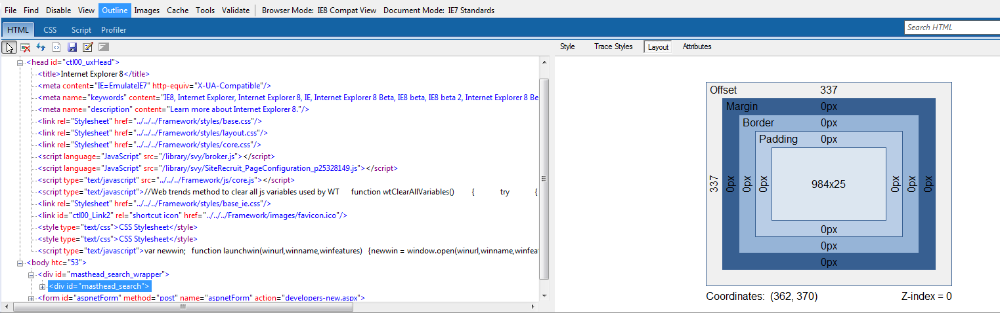 File Find Disable View Outline Images Cache Tools Validate Browser Mode: IE8 Compat View Document Mode: IE7 Standards
HTML CSS Script Profiler Search HTML
Style Trace Styles Layout Attributes
<head id="ctl00_uxHead">
<title>Internet Explorer 8</title>
<meta content="IE=EmulateIE7" http-equiv="X-UA-Compatible"/>
<meta name="keywords" content="IE8, Internet Explorer, Internet Explorer 8, IE, Internet Explorer 8 Beta, IE8 beta, IE8 beta 2, Internet Explorer 8 Be
<meta name="description" content="Learn more about Internet Explorer 8."/>
<link rel="Stylesheet" href="../../../Framework/styles/base.css"/>
<link rel="Stylesheet" href="../../../Framework/styles/layout.css"/>
<link rel="Stylesheet" href="../../../Framework/styles/core.css"/>
<script language="JavaScript" src="/library/svy/broker.js"></script>
<script language="JavaScript" src="/library/svy/SiteRecruit_PageConfiguration_p25328149.js"></script>
<script type="text/javascript" src="../../../Framework/js/core.js"></script>
<script type="text/javascript">//Web trends method to clear all js variables used by WT function wtClearAllVariables() { try {
<link rel="Stylesheet" href="../../../Framework/styles/base_ie.css"/>
<link id="ctl00_Link2" rel="shortcut icon" href="../../../Framework/images/favicon.ico"/>
<style type="text/css">CSS Stylesheet</style>
<style type="text/css">CSS Stylesheet</style>
<script type="text/javascript">var newwin; function launchwin(winurl,winname,winfeatures) {newwin = window.open(winurl,winname,winfea
<body htc="53">
<div id="masthead_search_wrapper">
<div id="masthead_search">
<form id="aspnetForm" method="post" name="aspnetForm" action="developers-new.aspx">
Offset 337
Margin 0px
Border 0px
Padding 0px
337 0px 0px 0px 984x25 0px 0px 0px
0px
0px
0px
Coordinates: (362, 370) Z-index = 0